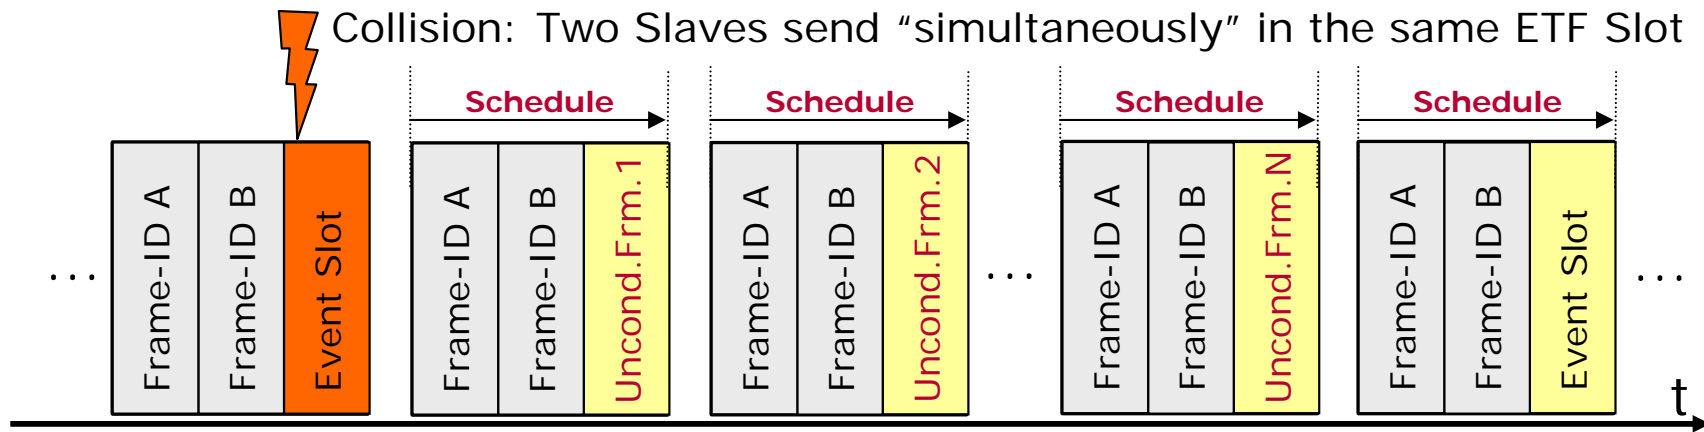 Collision: Two Slaves send “simultaneously” in the same ETF Slot
Schedule
Schedule
Schedule
Schedule
...
Frame-ID A
Frame-ID B
Event Slot
Frame-ID A
Frame-ID B
Uncond.Frm.1
Frame-ID A
Frame-ID B
Uncond.Frm.2
...
Frame-ID A
Frame-ID B
Uncond.Frm.N
Frame-ID A
Frame-ID B
Event Slot
...
t